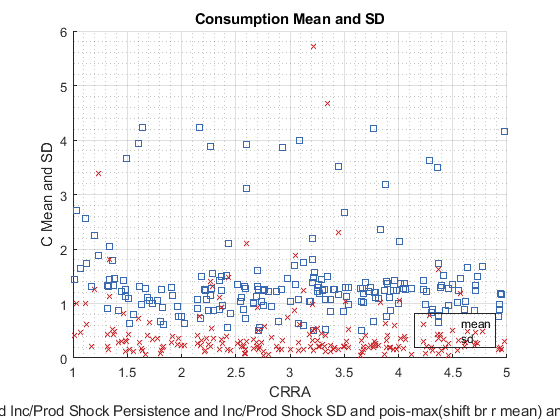 Consumption Mean and SD
C Mean and SD
6
5
4
3
2
1
0
mean
sd
1
1.5
2
2.5
3
3.5
4
4.5
5
CRRA
d Inc/Prod Shock Persistence and Inc/Prod Shock SD and pois-max(shift br r mean) an